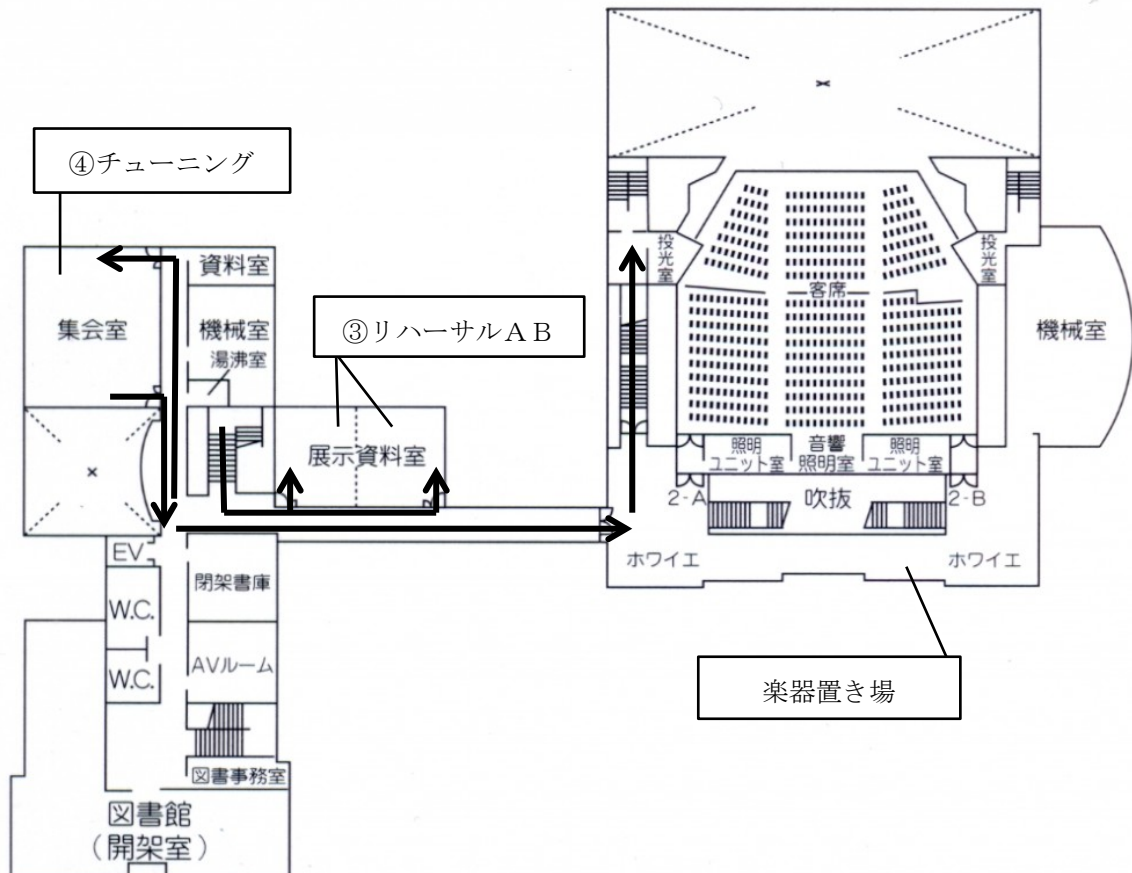 ④チューニング
資料室
集会室
機械室
③リハーサルＡＢ
湯沸室
展示資料室
EV
W.C.
W.C.
閉架書庫
AVルーム
図書事務室
図書館
（開架室）
投光室
投光室
客席
機械室
照明
ユニット室
音響
照明室
照明
ユニット室
2-A
吹抜
2-B
ホワイエ
ホワイエ
楽器置き場